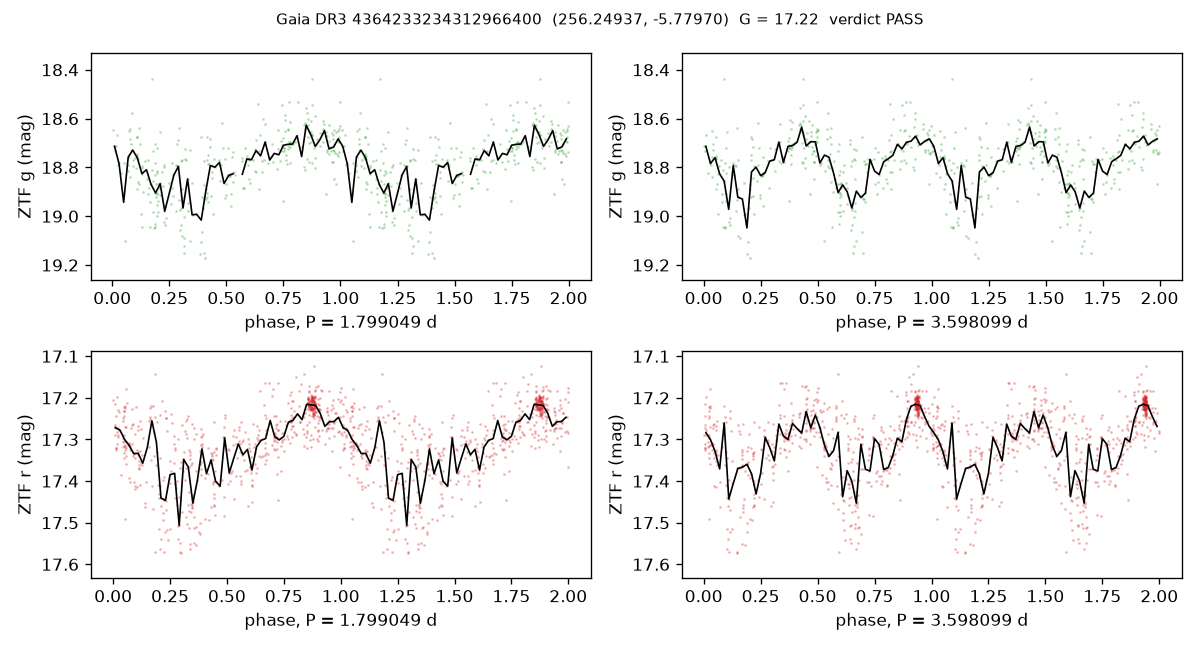 Gaia DR3 4364233234312966400  (256.24937, -5.77970)  G = 17.22  verdict PASS
ZTF g (mag)
18.4
18.6
18.8
19.0
19.2
0.00 0.25 0.50 0.75 1.00 1.25 1.50 1.75 2.00
phase, P = 1.799049 d
ZTF g (mag)
18.4
18.6
18.8
19.0
19.2
0.00 0.25 0.50 0.75 1.00 1.25 1.50 1.75 2.00
phase, P = 3.598099 d
ZTF r (mag)
17.1
17.2
17.3
17.4
17.5
17.6
0.00 0.25 0.50 0.75 1.00 1.25 1.50 1.75 2.00
phase, P = 1.799049 d
ZTF r (mag)
17.1
17.2
17.3
17.4
17.5
17.6
0.00 0.25 0.50 0.75 1.00 1.25 1.50 1.75 2.00
phase, P = 3.598099 d